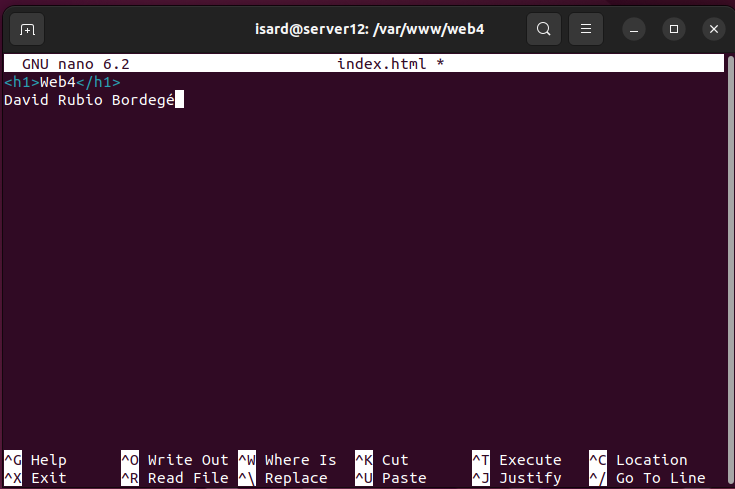 isard@server12: /var/www/web4
GNU nano 6.2 index.html *
<h1>Web4</h1>
David Rubio Bordegé
^G Help ^O Write Out ^W Where Is ^K Cut ^T Execute ^C Location
^X Exit ^R Read File ^\ Replace ^U Paste ^J Justify ^/ Go To Line